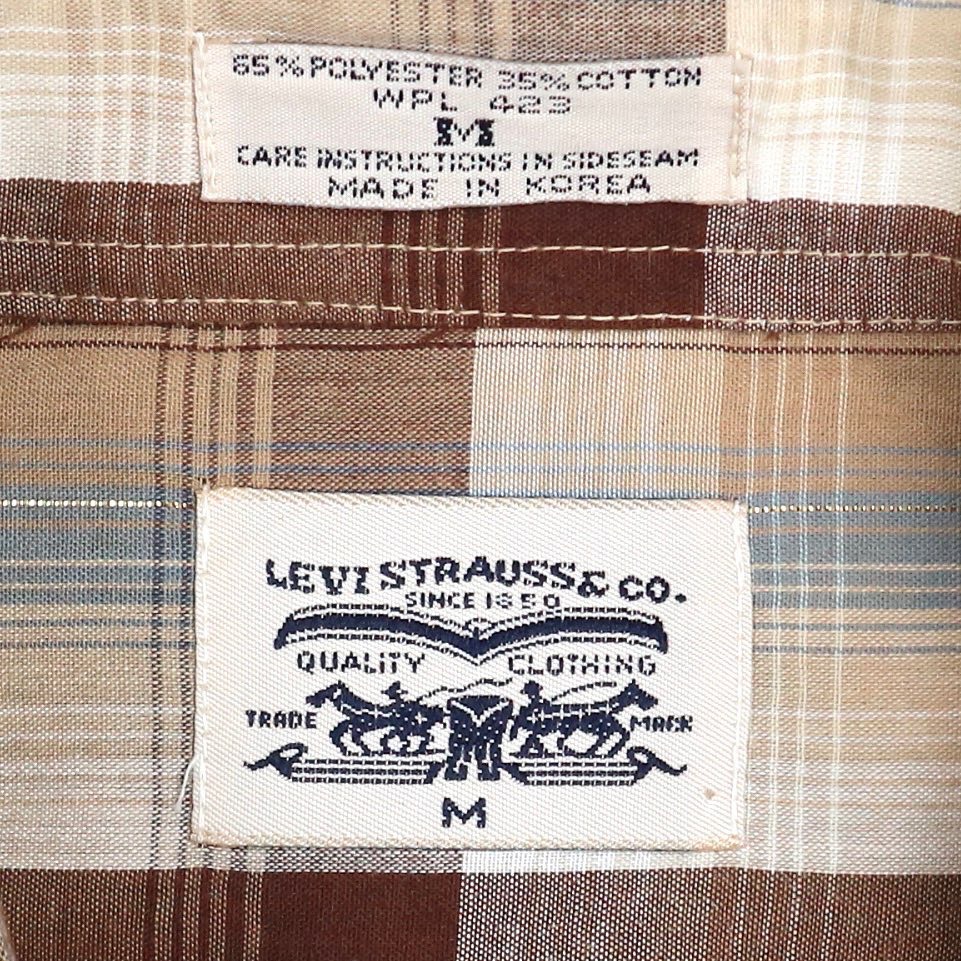 65% POLYESTER 35% COTTON
WPL 423
M
CARE INSTRUCTIONS IN SIDESEAM
MADE IN KOREA
LEVI STRAUSS & CO.
SINCE 1850
QUALITY CLOTHING
TRADE MARK
M